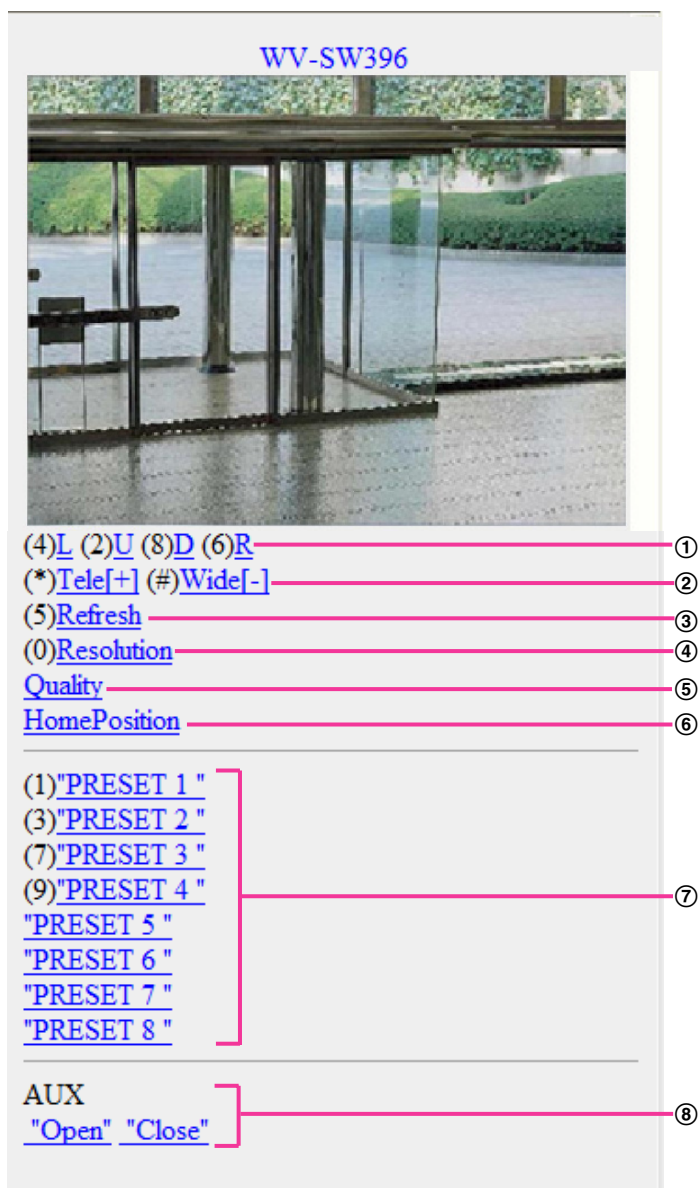 WV-SW396
(4)L (2)U (8)D (6)R ①
(*)Tele[+] (#)Wide[-] ②
(5)Refresh ③
(0)Resolution ④
Quality ⑤
HomePosition ⑥
(1)"PRESET 1 "
(3)"PRESET 2 "
(7)"PRESET 3 "
(9)"PRESET 4 " ⑦
"PRESET 5 "
"PRESET 6 "
"PRESET 7 "
"PRESET 8 "
AUX
"Open" "Close" ⑧